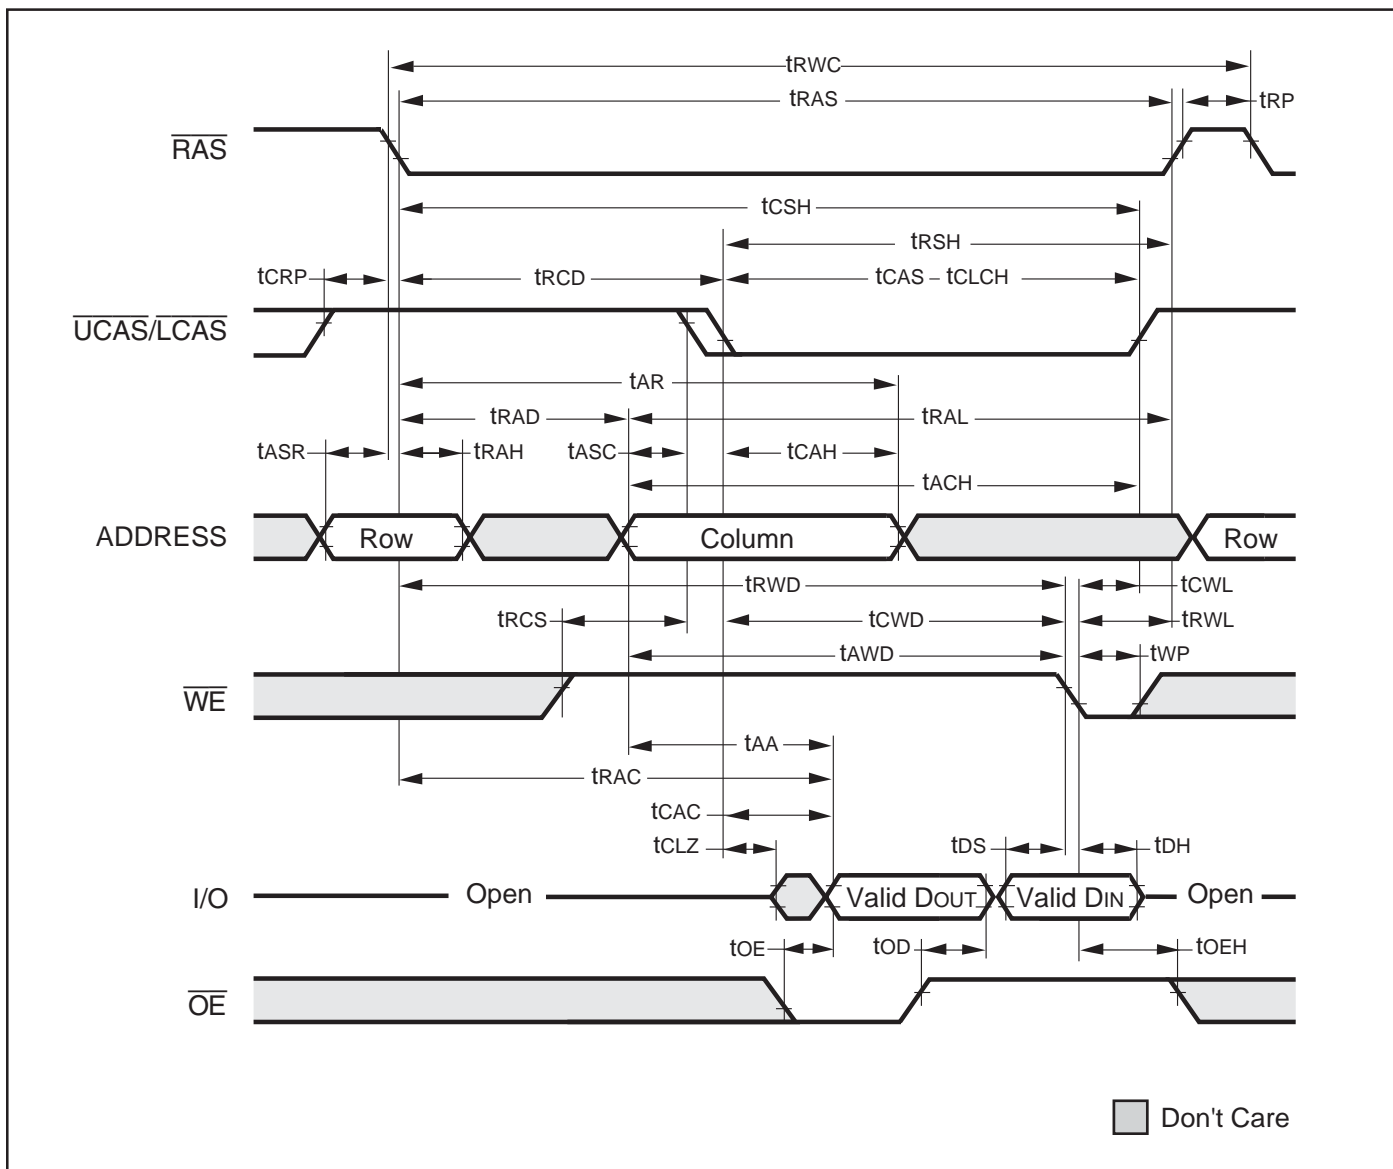 tRWC
tRAS
tRP
RAS
tCSH
tRSH
tCRP
tRCD
tCAS – tCLCH
UCAS/LCAS
tAR
tRAD
tRAL
tASR
tRAH
tASC
tCAH
tACH
ADDRESS
Row
Column
Row
tRWD
tCWL
tRCS
tCWD
tRWL
tAWD
tWP
WE
tAA
tRAC
tCAC
tCLZ
tDS
tDH
I/O
Open
Valid DOUT
Valid DIN
Open
tOE
tOD
tOEH
OE
Don't Care